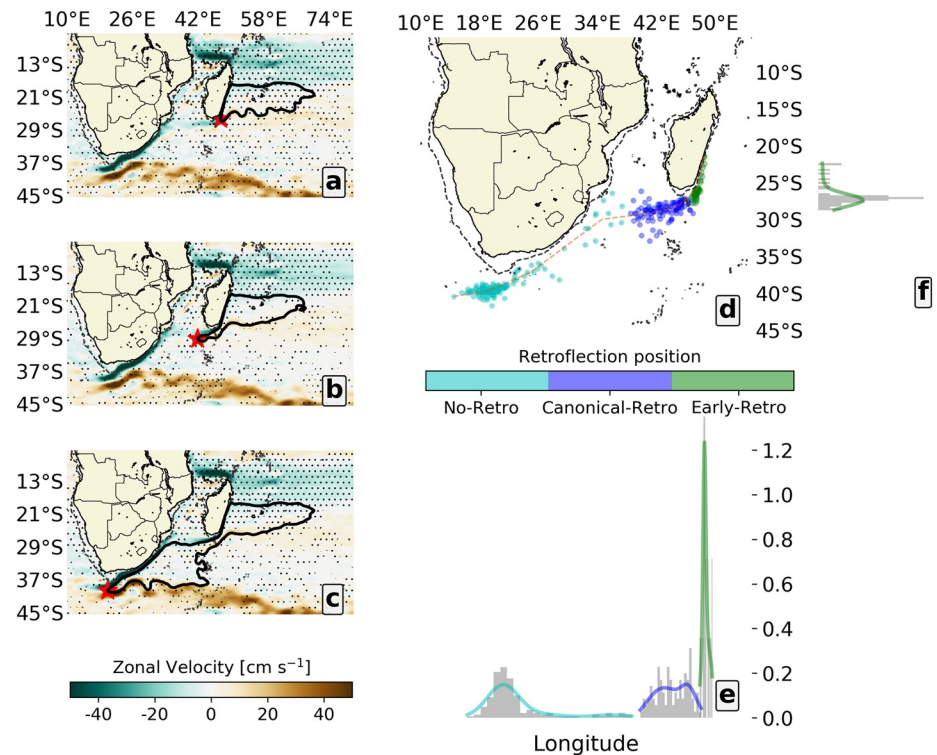 10°E 26°E 42°E 58°E 74°E
13°S
21°S
29°S
37°S
45°S
a
13°S
21°S
29°S
37°S
45°S
b
13°S
21°S
29°S
37°S
45°S
c
Zonal Velocity [cm s⁻¹]
-40 -20 0 20 40
10°E 18°E 26°E 34°E 42°E 50°E
10°S
15°S
20°S
25°S
30°S
35°S
40°S
45°S
d
f
Retroflection position
No-Retro Canonical-Retro Early-Retro
1.2
1.0
0.8
0.6
0.4
0.2
0.0
e
Longitude